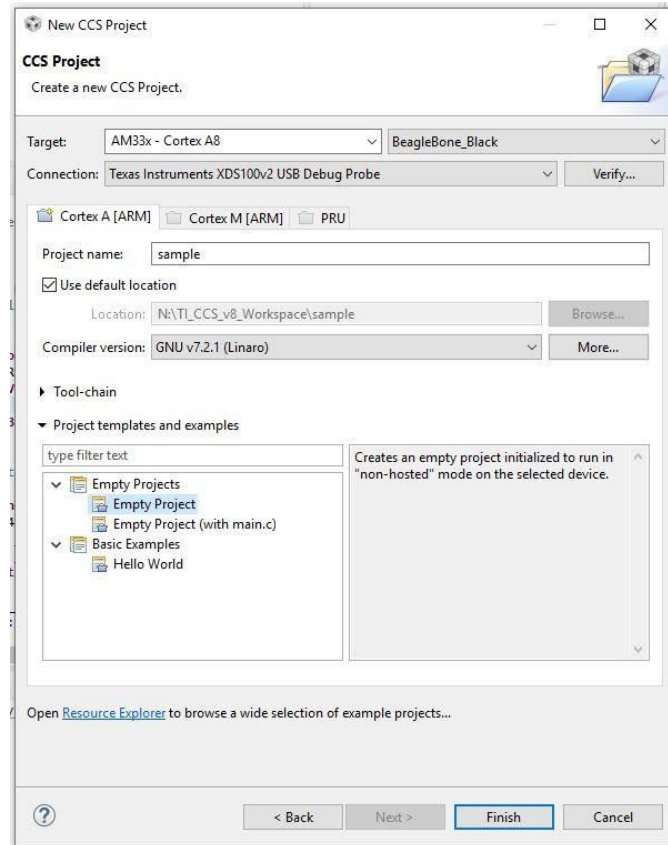 New CCS Project
CCS Project
Create a new CCS Project.
Target: AM33x - Cortex A8 BeagleBone_Black
Connection: Texas Instruments XDS100v2 USB Debug Probe Verify...
Cortex A [ARM] Cortex M [ARM] PRU
Project name: sample
Use default location
Location: N:\TI_CCS_v8_Workspace\sample Browse...
Compiler version: GNU v7.2.1 (Linaro) More...
Tool-chain
Project templates and examples
type filter text
Empty Projects
Empty Project
Empty Project (with main.c)
Basic Examples
Hello World
Creates an empty project initialized to run in
"non-hosted" mode on the selected device.
Open Resource Explorer to browse a wide selection of example projects...
? < Back Next > Finish Cancel